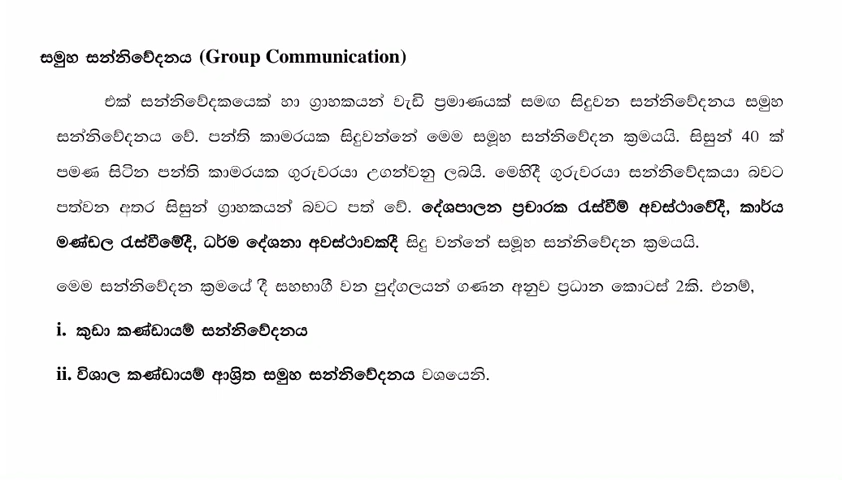 සමුහ සන්නිවේදනය (Group Communication)
එක් සන්නිවේදකයෙක් හා ග්‍රාහකයන් වැඩි ප්‍රමාණයක් සමඟ සිදුවන සන්නිවේදනය සමුහ
සන්නිවේදනය වේ. පන්ති කාමරයක සිදුවන්නේ මෙම සමූහ සන්නිවේදන ක්‍රමයයි. සිසුන් 40 ක්
පමණ සිටින පන්ති කාමරයක ගුරුවරයා උගන්වනු ලබයි. මෙහිදී ගුරුවරයා සන්නිවේදකයා බවට
පත්වන අතර සිසුන් ග්‍රාහකයන් බවට පත් වේ. දේශපාලන ප්‍රචාරක රැස්වීම් අවස්ථාවේදී, කාර්ය
මණ්ඩල රැස්වීමේදී, ධර්ම දේශනා අවස්ථාවකදී සිදු වන්නේ සමූහ සන්නිවේදන ක්‍රමයයි.
මෙම සන්නිවේදන ක්‍රමයේ දී සහභාගී වන පුද්ගලයන් ගණන අනුව ප්‍රධාන කොටස් 2කි. එනම්,
i. කුඩා කණ්ඩායම් සන්නිවේදනය
ii. විශාල කණ්ඩායම් ආශ්‍රිත සමුහ සන්නිවේදනය වශයෙනි.